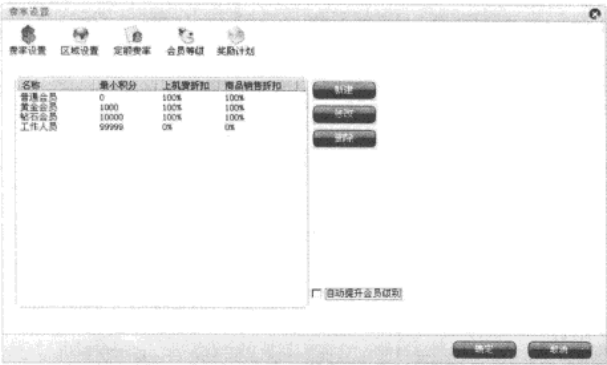 费率设置
费率设置 区域设置 定额费率 会员等级 奖励计划
名称 最小积分 上机费折扣 商品销售折扣
普通会员 0 100% 100%
黄金会员 1000 100% 100%
钻石会员 10000 100% 100%
工作人员 99999 0% 0%
新建
修改
删除
自动提升会员级别
确定 取消